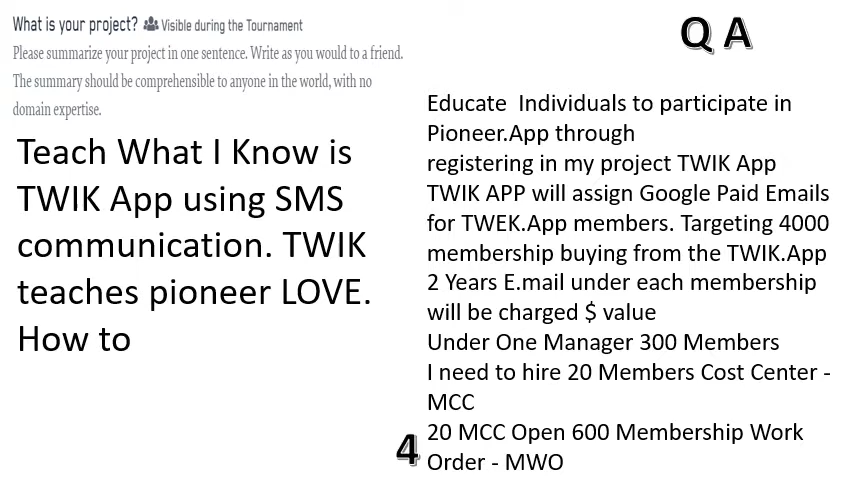 What is your project? Visible during the Tournament
Please summarize your project in one sentence. Write as you would to a friend.
The summary should be comprehensible to anyone in the world, with no
domain expertise.
Teach What I Know is
TWIK App using SMS
communication. TWIK
teaches pioneer LOVE.
How to
Q A
Educate  Individuals to participate in
Pioneer.App through
registering in my project TWIK App
TWIK APP will assign Google Paid Emails
for TWEK.App members. Targeting 4000
membership buying from the TWIK.App
2 Years E.mail under each membership
will be charged $ value
Under One Manager 300 Members
I need to hire 20 Members Cost Center -
MCC
20 MCC Open 600 Membership Work
Order - MWO
4